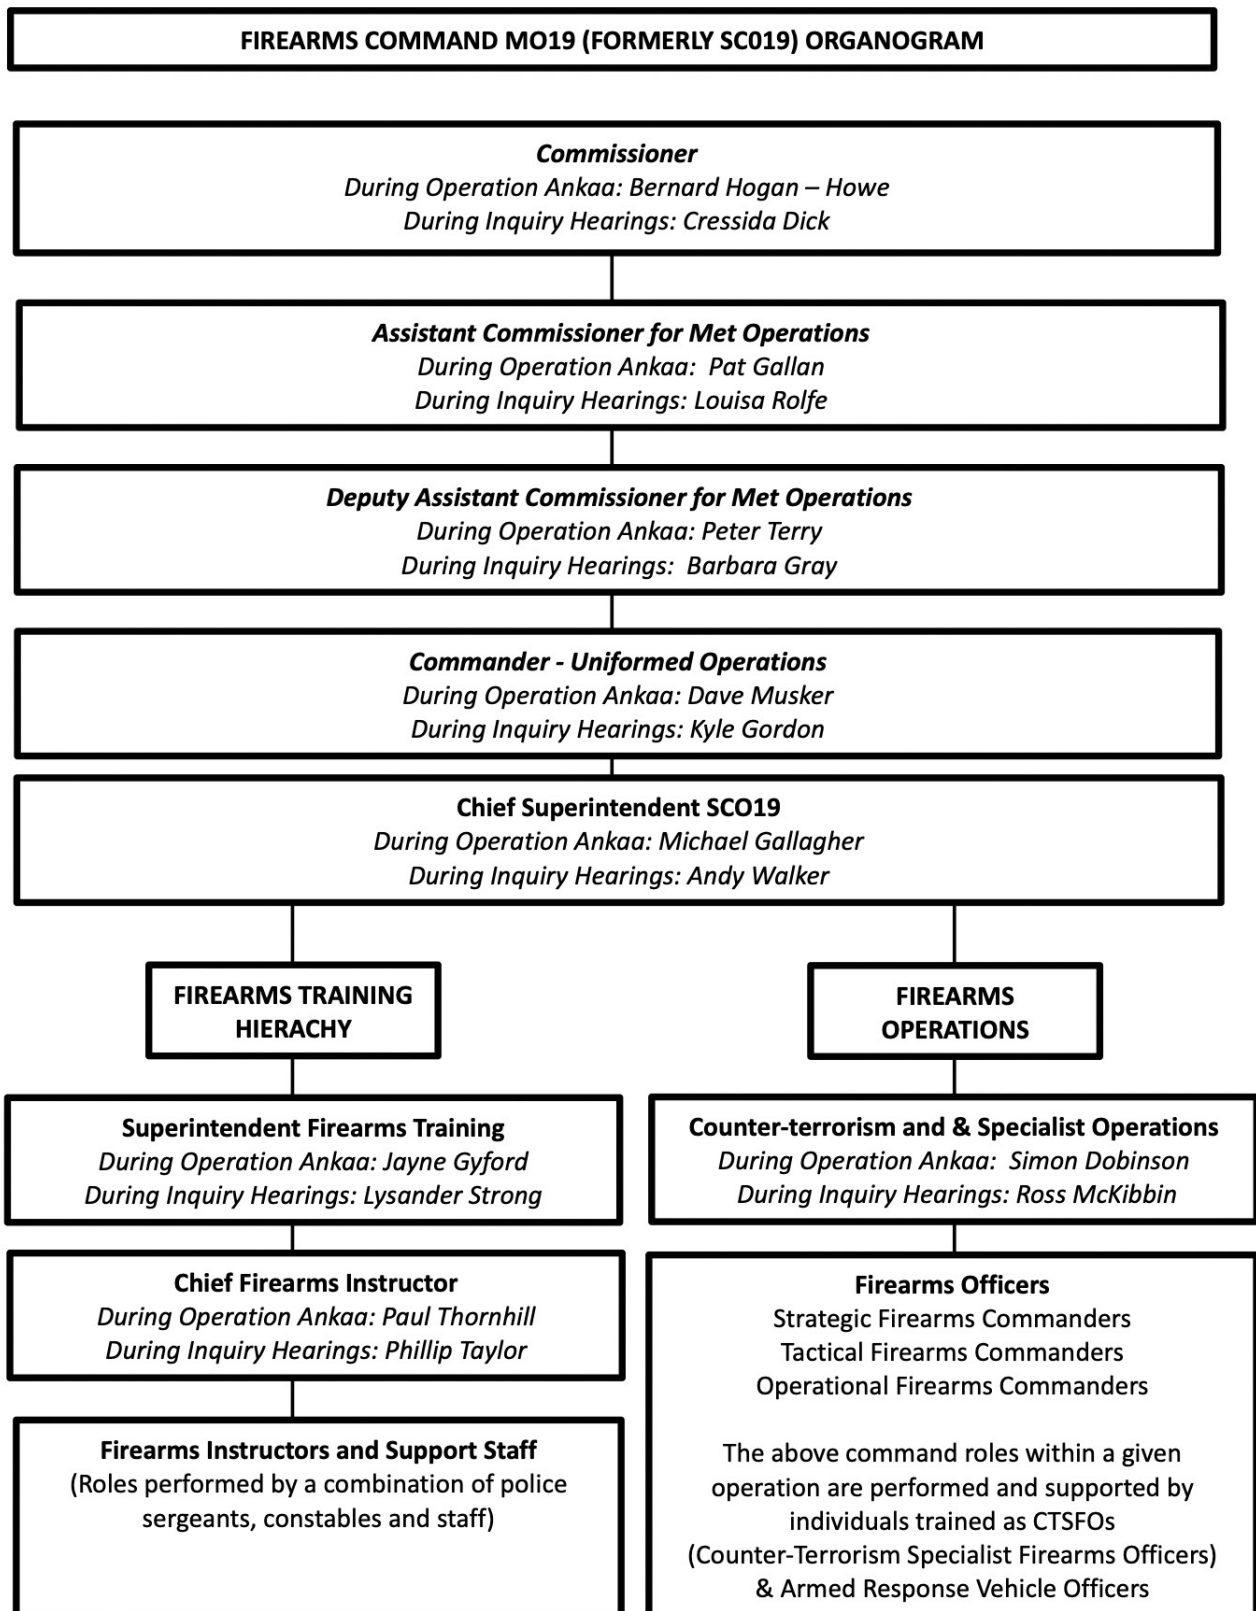 FIREARMS COMMAND MO19 (FORMERLY SC019) ORGANOGRAM
Commissioner
During Operation Ankaa: Bernard Hogan – Howe
During Inquiry Hearings: Cressida Dick
Assistant Commissioner for Met Operations
During Operation Ankaa:  Pat Gallan
During Inquiry Hearings: Louisa Rolfe
Deputy Assistant Commissioner for Met Operations
During Operation Ankaa: Peter Terry
During Inquiry Hearings:  Barbara Gray
Commander - Uniformed Operations
During Operation Ankaa: Dave Musker
During Inquiry Hearings: Kyle Gordon
Chief Superintendent SCO19
During Operation Ankaa: Michael Gallagher
During Inquiry Hearings: Andy Walker
FIREARMS TRAINING
HIERACHY
Superintendent Firearms Training
During Operation Ankaa: Jayne Gyford
During Inquiry Hearings: Lysander Strong
Chief Firearms Instructor
During Operation Ankaa: Paul Thornhill
During Inquiry Hearings: Phillip Taylor
Firearms Instructors and Support Staff
(Roles performed by a combination of police
sergeants, constables and staff)
FIREARMS
OPERATIONS
Counter-terrorism and & Specialist Operations
During Operation Ankaa:  Simon Dobinson
During Inquiry Hearings: Ross McKibbin
Firearms Officers
Strategic Firearms Commanders
Tactical Firearms Commanders
Operational Firearms Commanders
The above command roles within a given
operation are performed and supported by
individuals trained as CTSFOs
(Counter-Terrorism Specialist Firearms Officers)
& Armed Response Vehicle Officers